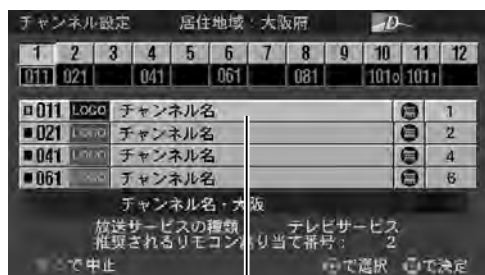 チャンネル設定 居住地域:大阪府 D
1 2 3 4 5 6 7 8 9 10 11 12
011 021 041 061 081 1010 1011
011 LOGO チャンネル名 1
021 LOGO チャンネル名 2
041 LOGO チャンネル名 4
061 LOGO チャンネル名 6
チャンネル名・大阪
放送サービスの種類 テレビサービス
推奨されるリモコン り当て番号: 2
で中止 で選択 で決定